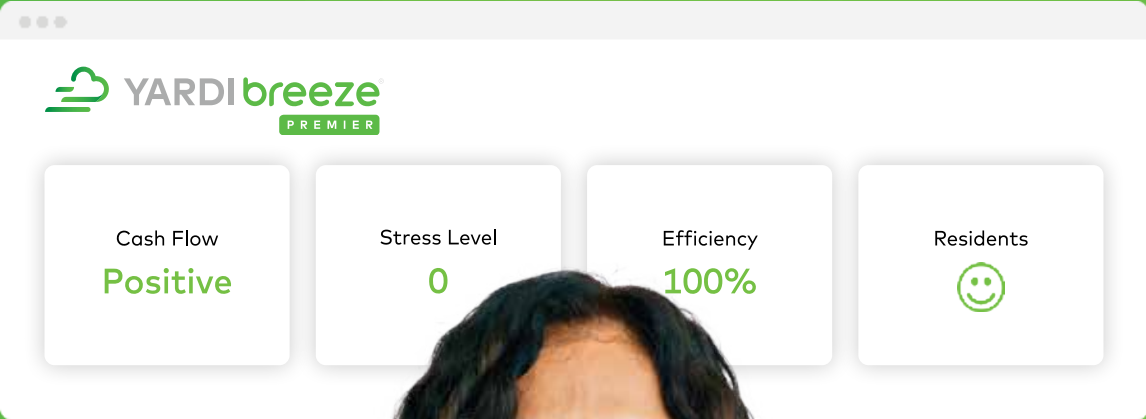 YARDI breeze
PREMIER
Cash Flow
Positive
Stress Level
0
Efficiency
100%
Residents